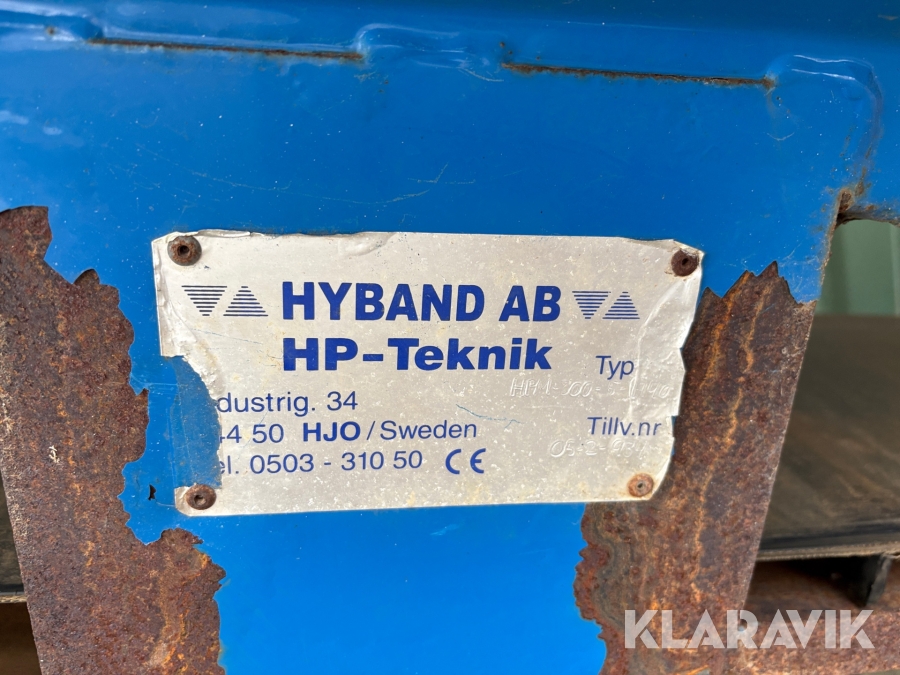 HYBAND AB
HP-Teknik
Typ
dustrig. 34
4 50 HJO/Sweden
Tillv.nr
el. 0503 - 310 50 CE
KLARAVIK